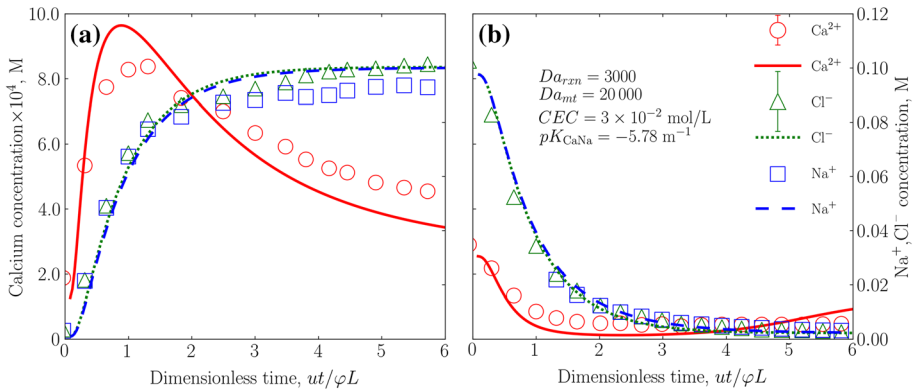 10.0
8.0
6.0
4.0
2.0
0
Calcium concentration×10⁴, M
(a)
0 1 2 3 4 5 6
Dimensionless time, ut/φL
(b)
Da_rxn = 3000
Da_mt = 20 000
CEC = 3 × 10⁻² mol/L
pK_CaNa = −5.78 m⁻¹
Ca²⁺
Ca²⁺
Cl⁻
Cl⁻
Na⁺
Na⁺
0.12
0.10
0.08
0.06
0.04
0.02
0.00
Na⁺,Cl⁻ concentration, M
0 1 2 3 4 5 6
Dimensionless time, ut/φL